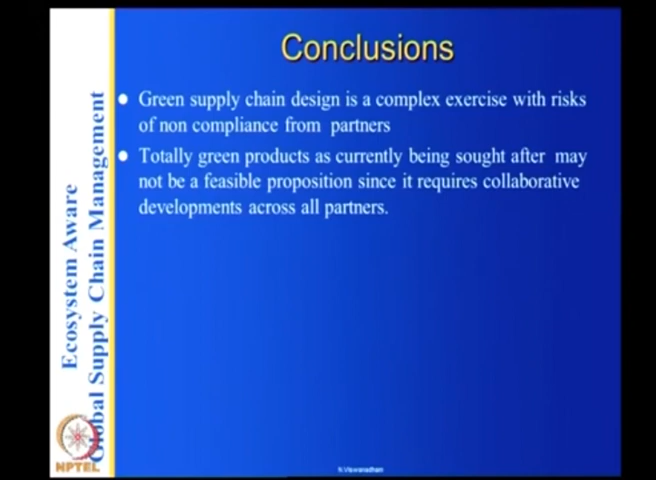 Conclusions
Green supply chain design is a complex exercise with risks
of non compliance from partners
Totally green products as currently being sought after may
not be a feasible proposition since it requires collaborative
developments across all partners.
Ecosystem Aware
Global Supply Chain Management
NPTEL
N.Viswanadham